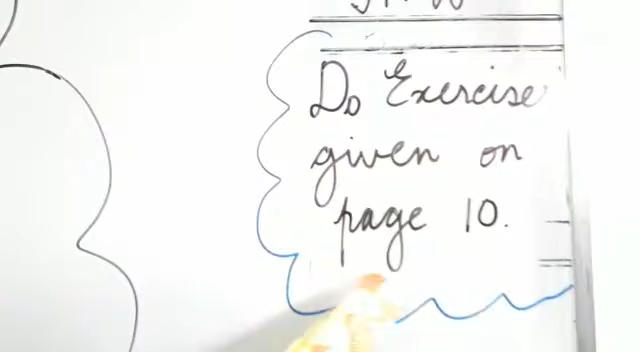 Do Exercise
given on
page 10.